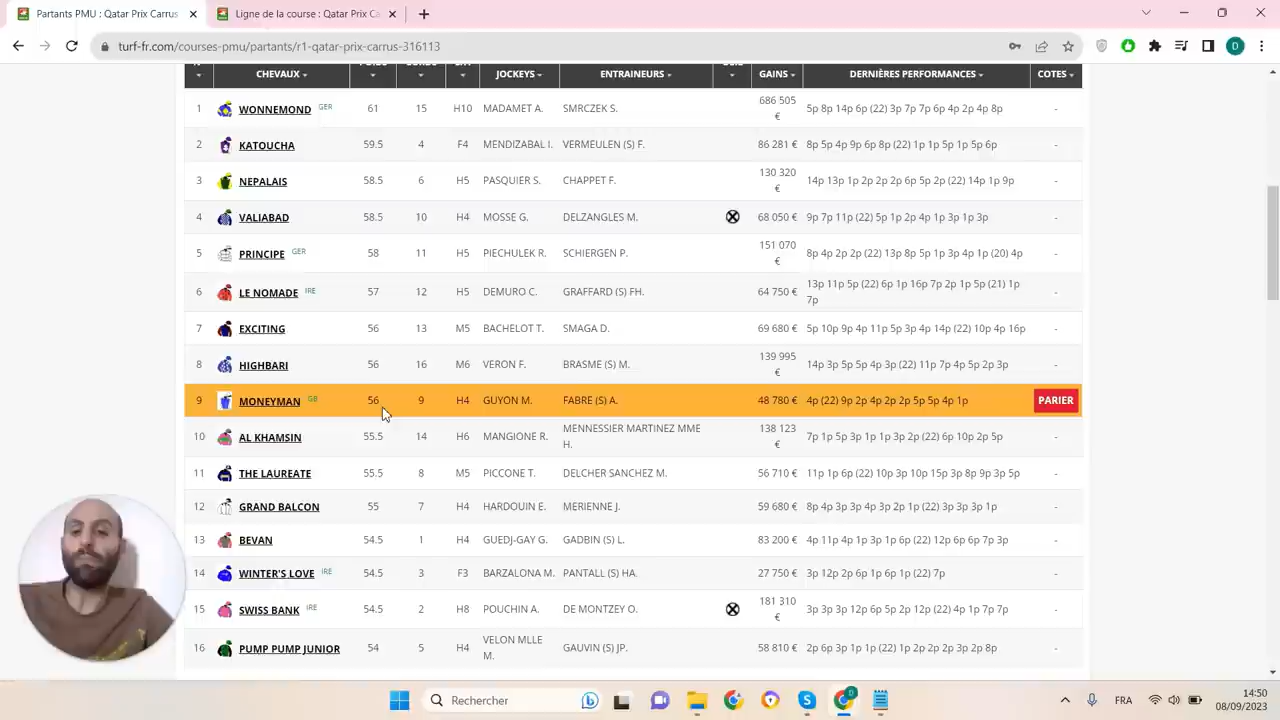 Partants PMU Carrus
Ligne de la course : Qatar Prix Ca
turf-fr.com/courses-pmu/partants/r1-qatar-prix-carrus-316113
D
CHEVAUX JOCKEYS ENTRAINEURS GAINS DERNIÈRES PERFORMANCES COTES
1 WONNEMOND GER 61 15 H10 MADAMET A. SMRCZEK S. 686 505 € 5p 8p 14p 6p (22) 3p 7p 7p 6p 4p 2p 4p 8p -
2 KATOUCHA 59.5 4 F4 MENDIZABAL I. VERMEULEN (S) F. 86 281 € 8p 5p 4p 9p 6p 8p (22) 1p 1p 5p 1p 5p 6p -
3 NEPALAIS 58.5 6 H5 PASQUIER S. CHAPPET F. 130 320 € 14p 13p 1p 2p 2p 2p 6p 5p 2p (22) 14p 1p 9p -
4 VALIABAD 58.5 10 H4 MOSSE G. DELZANGLES M. 68 050 € 9p 7p 11p (22) 5p 1p 2p 4p 1p 3p 1p 3p -
5 PRINCIPE GER 58 11 H5 PIECHULEK R. SCHIERGEN P. 151 070 € 8p 4p 2p 2p (22) 13p 8p 5p 1p 3p 4p 1p (20) 4p -
6 LE NOMADE IRE 57 12 H5 DEMURO C. GRAFFARD (S) FH. 64 750 € 13p 11p 5p (22) 6p 1p 16p 7p 2p 1p 5p (21) 1p 7p -
7 EXCITING 56 13 M5 BACHELOT T. SMAGA D. 69 680 € 5p 10p 9p 4p 11p 5p 3p 4p 14p (22) 10p 4p 16p -
8 HIGHBARI 56 16 M6 VERON F. BRASME (S) M. 139 995 € 14p 3p 5p 5p 4p 3p (22) 11p 7p 4p 5p 2p 3p -
9 MONEYMAN GB 56 9 H4 GUYON M. FABRE (S) A. 48 780 € 4p (22) 9p 2p 4p 2p 2p 5p 5p 4p 1p PARIER
10 AL KHAMSIN 55.5 14 H6 MANGIONE R. MENNESSIER MARTINEZ MME H. 138 123 € 7p 1p 5p 3p 1p 1p 3p 2p (22) 6p 10p 2p 5p -
11 THE LAUREATE 55.5 8 M5 PICCONE T. DELCHER SANCHEZ M. 56 710 € 11p 1p 6p (22) 10p 3p 10p 15p 3p 8p 9p 3p 5p -
12 GRAND BALCON 55 7 H4 HARDOUIN E. MERIENNE J. 59 680 € 8p 4p 3p 3p 4p 3p 2p 1p (22) 3p 3p 3p 1p -
13 BEVAN 54.5 1 H4 GUEDJ-GAY G. GADBIN (S) L. 83 200 € 4p 11p 4p 1p 3p 1p 6p (22) 12p 6p 6p 7p 3p -
14 WINTER'S LOVE IRE 54.5 3 F3 BARZALONA M. PANTALL (S) HA. 27 750 € 3p 12p 2p 6p 1p 6p 1p (22) 7p -
15 SWISS BANK IRE 54.5 2 H8 POUCHIN A. DE MONTZEY O. 181 310 € 3p 3p 3p 12p 6p 5p 2p 12p (22) 4p 1p 7p 7p -
16 PUMP PUMP JUNIOR 54 5 H4 VELON MLLE M. GAUVIN (S) JP. 58 810 € 2p 6p 3p 1p 1p (22) 1p 2p 2p 2p 3p 2p 8p -
Rechercher
FRA
14:50
08/09/2023